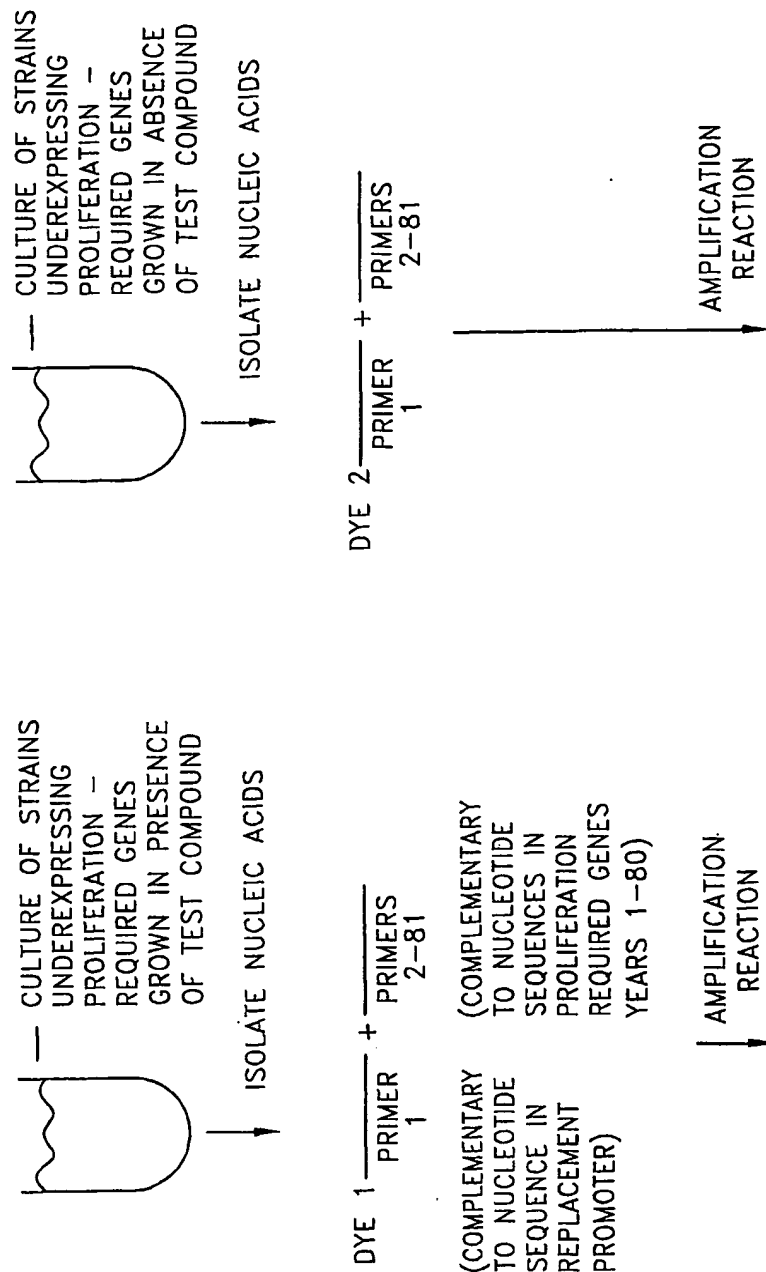 — CULTURE OF STRAINS
UNDEREXPRESSING
PROLIFERATION –
REQUIRED GENES
GROWN IN PRESENCE
OF TEST COMPOUND
ISOLATE NUCLEIC ACIDS
DYE 1
PRIMER
1
+
PRIMERS
2–81
(COMPLEMENTARY
TO NUCLEOTIDE
SEQUENCE IN
REPLACEMENT
PROMOTER)
(COMPLEMENTARY
TO NUCLEOTIDE
SEQUENCES IN
PROLIFERATION
REQUIRED GENES
YEARS 1–80)
AMPLIFICATION
REACTION
— CULTURE OF STRAINS
UNDEREXPRESSING
PROLIFERATION –
REQUIRED GENES
GROWN IN ABSENCE
OF TEST COMPOUND
ISOLATE NUCLEIC ACIDS
DYE 2
PRIMER
1
+
PRIMERS
2–81
AMPLIFICATION
REACTION